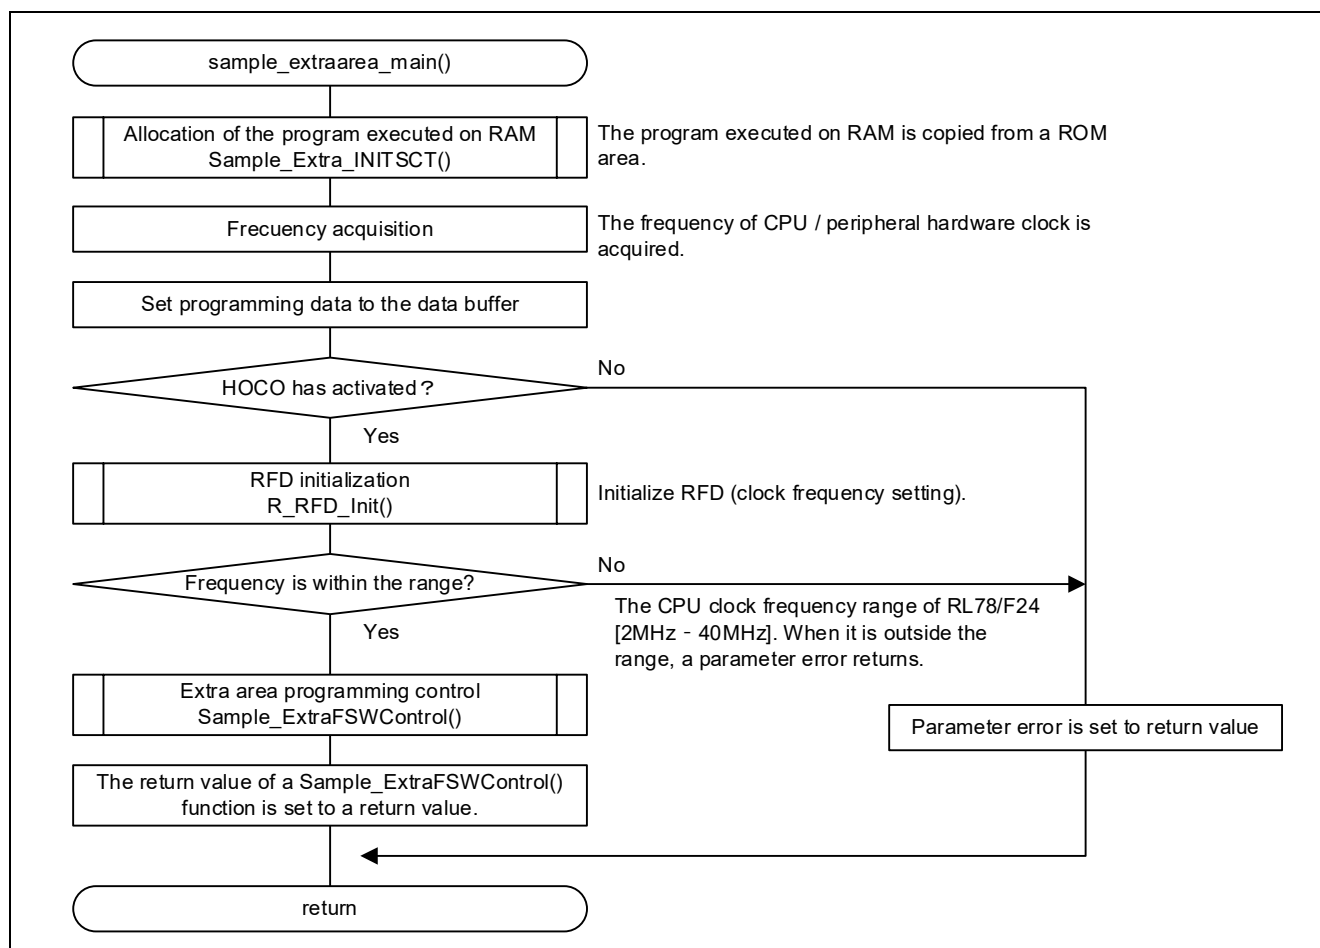 sample_extraarea_main()
Allocation of the program executed on RAM
Sample_Extra_INITSCT()
The program executed on RAM is copied from a ROM
area.
Frecuency acquisition
The frequency of CPU / peripheral hardware clock is
acquired.
Set programming data to the data buffer
HOCO has activated？
No
Yes
RFD initialization
R_RFD_Init()
Initialize RFD (clock frequency setting).
Frequency is within the range?
No
The CPU clock frequency range of RL78/F24
[2MHz‐40MHz]. When it is outside the
range, a parameter error returns.
Yes
Extra area programming control
Sample_ExtraFSWControl()
Parameter error is set to return value
The return value of a Sample_ExtraFSWControl()
function is set to a return value.
return